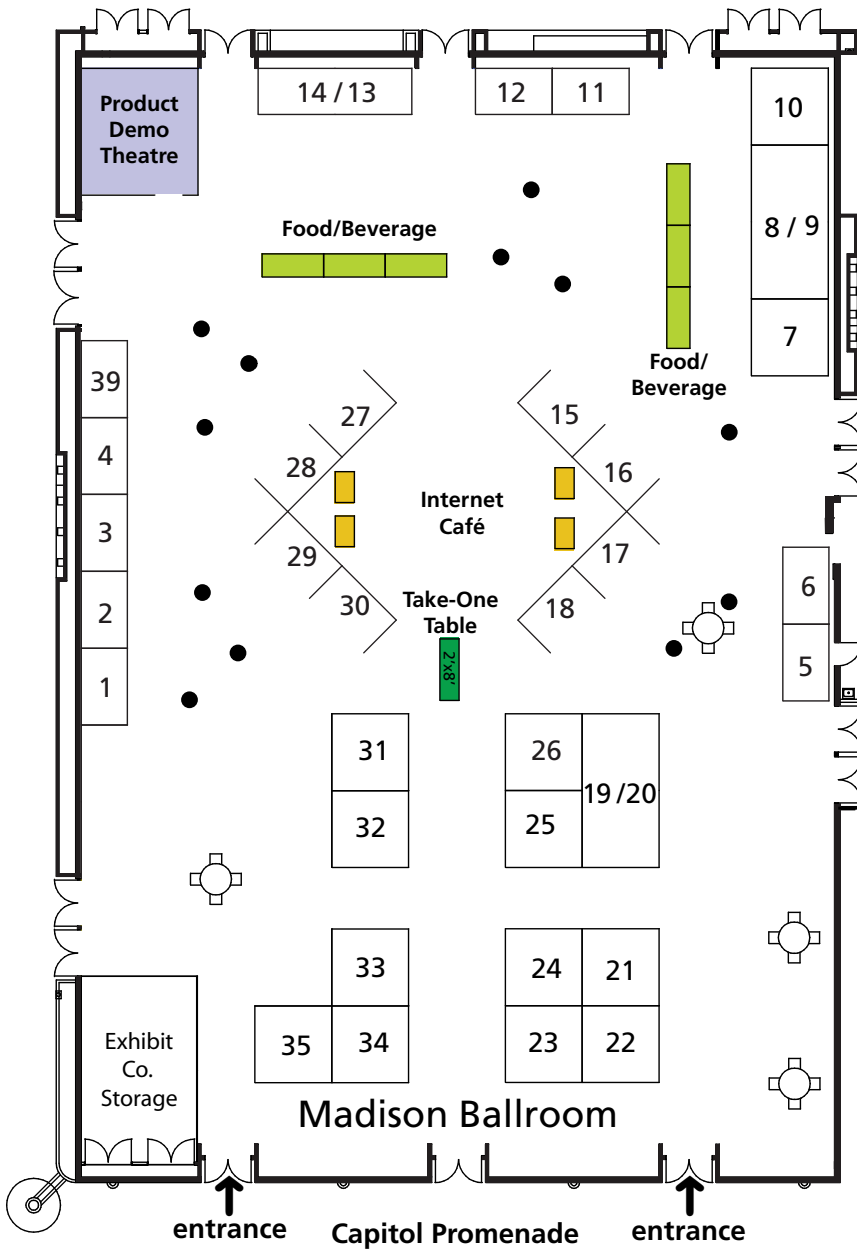 14 / 13
12
11
10
Product
Demo
Theatre
8 / 9
Food/Beverage
7
Food/
Beverage
39
27
15
4
28
16
Internet
Café
3
29
17
6
30
18
Take-One
Table
2
2'x8'
5
1
31
26
19 /20
32
25
33
24
21
35
34
23
22
Exhibit
Co.
Storage
Madison Ballroom
entrance
Capitol Promenade
entrance